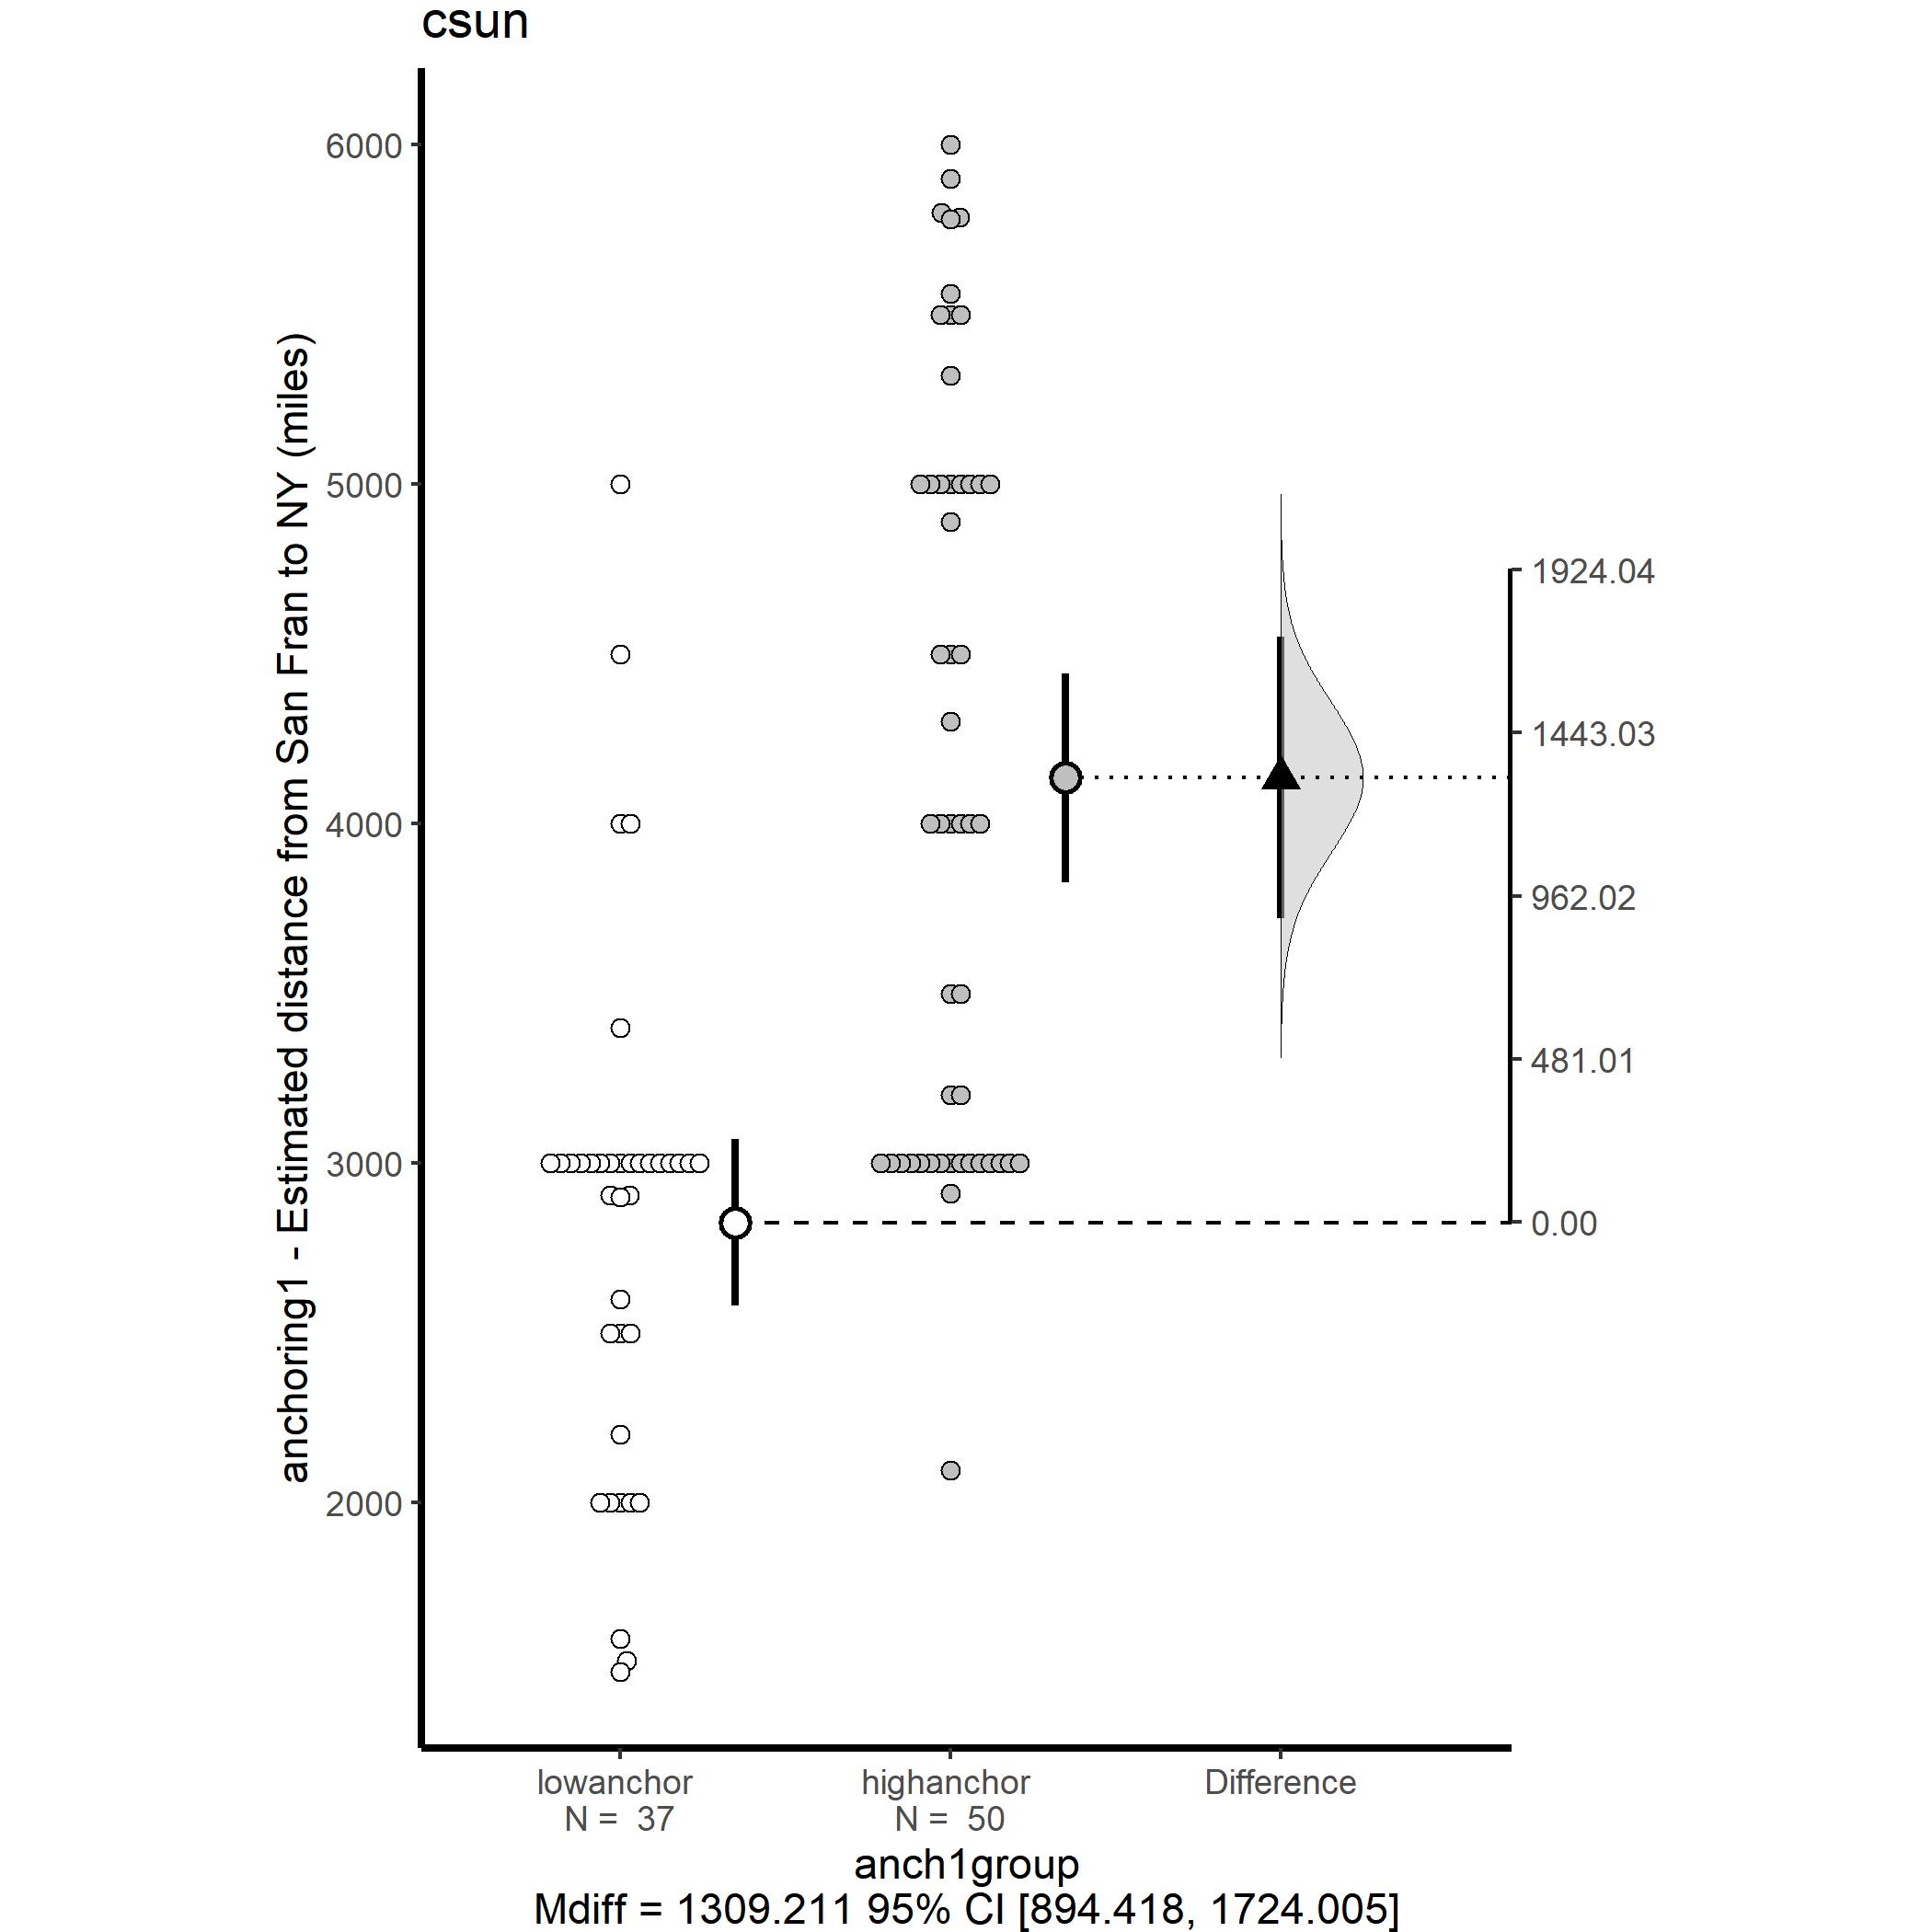 csun
anchoring1 - Estimated distance from San Fran to NY (miles)
6000
5000
4000
3000
2000
1924.04
1443.03
962.02
481.01
0.00
lowanchor
N =  37
highanchor
N =  50
Difference
anch1group
Mdiff = 1309.211 95% CI [894.418, 1724.005]